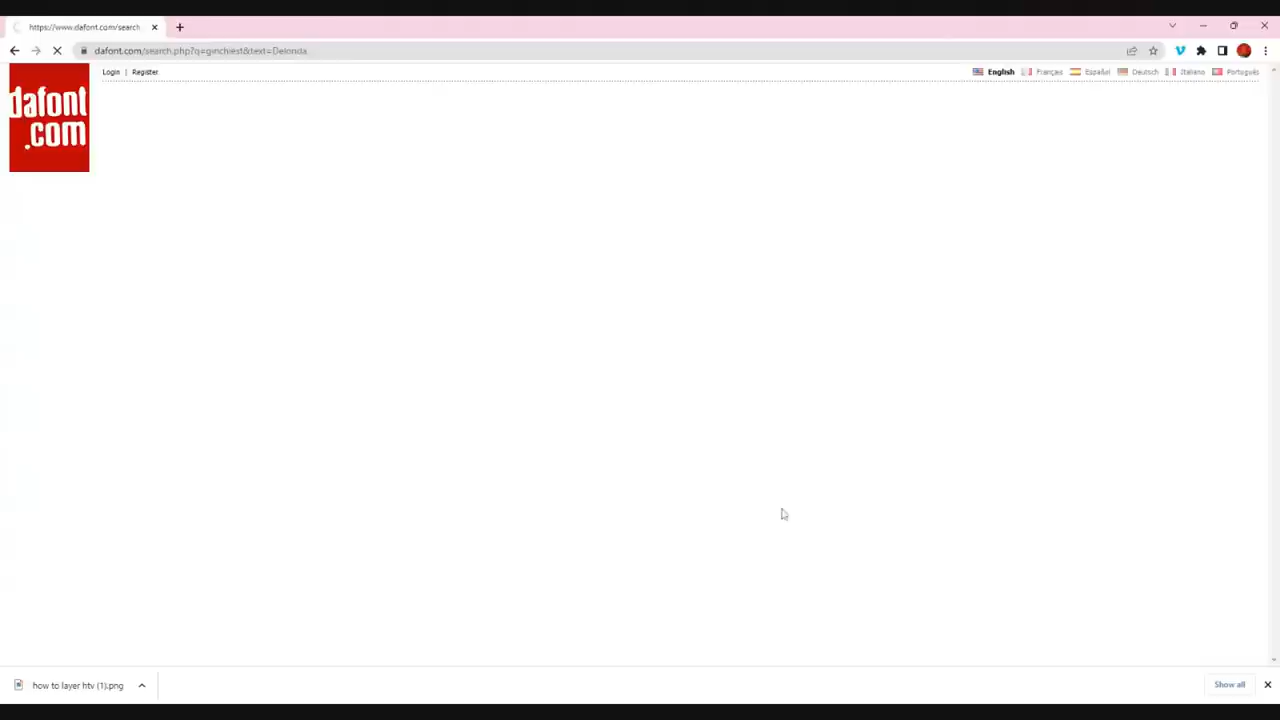 https://www.dafont.com/search
dafont.com/search.php?q=ginchiest&text=Delonda
dafont
.com
Login | Register
English Français Español Deutsch Italiano Português
how to layer htv (1).png
Show all